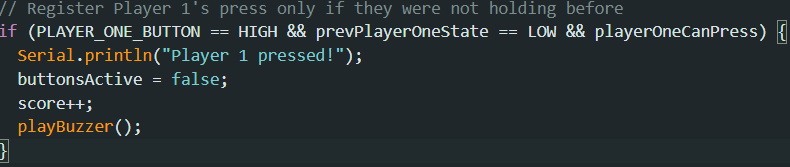 // Register Player 1's press only if they were not holding before
if (PLAYER_ONE_BUTTON == HIGH && prevPlayerOneState == LOW && playerOneCanPress) {
  Serial.println("Player 1 pressed!");
  buttonsActive = false;
  score++;
  playBuzzer();
}